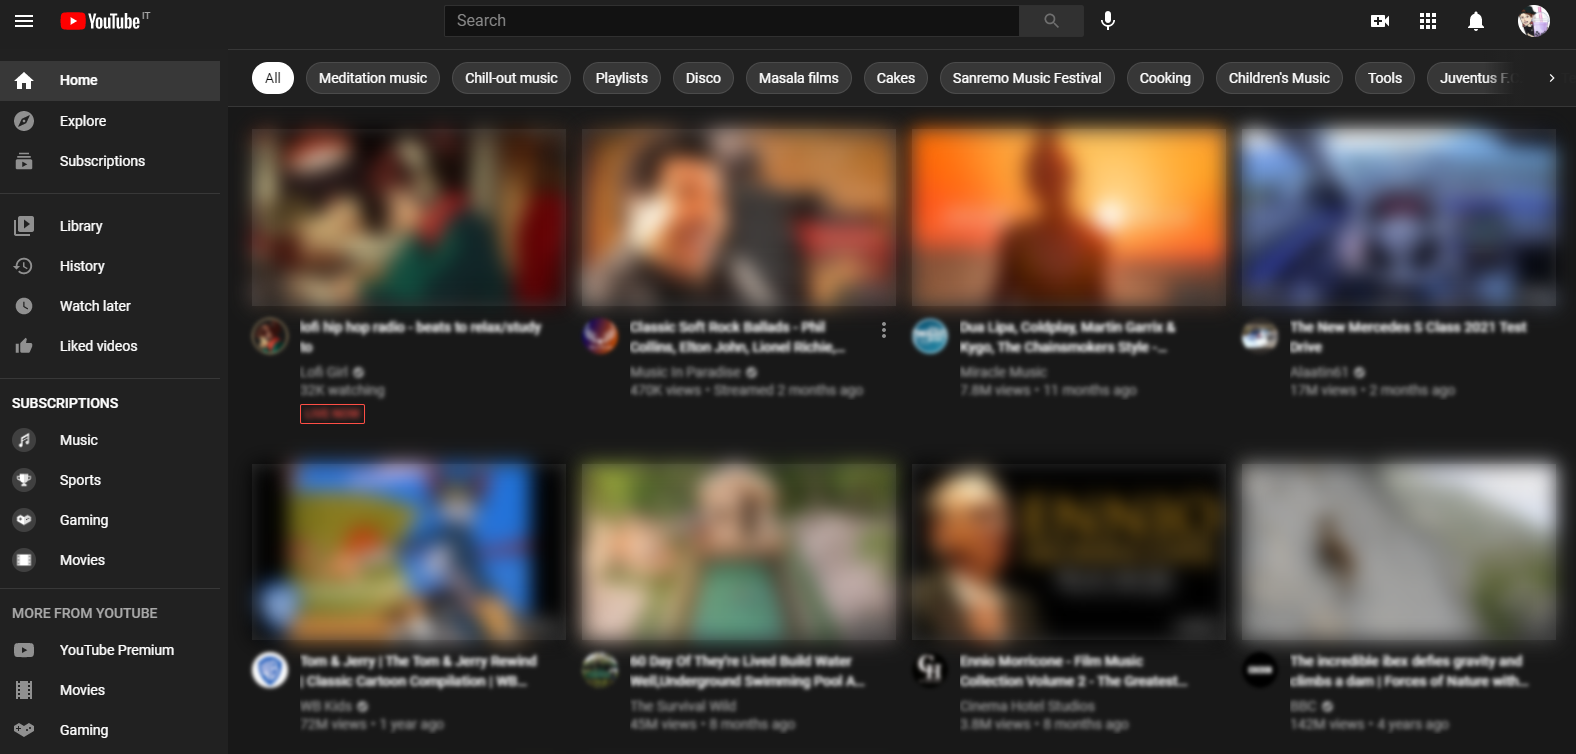 YouTube IT
Search
Home
Explore
Subscriptions
Library
History
Watch later
Liked videos
SUBSCRIPTIONS
Music
Sports
Gaming
Movies
MORE FROM YOUTUBE
YouTube Premium
Movies
Gaming
All
Meditation music
Chill-out music
Playlists
Disco
Masala films
Cakes
Sanremo Music Festival
Cooking
Children's Music
Tools
Juventus F.C
lofi hip hop radio - beats to relax/study
to
Lofi Girl
32K watching
LIVE NOW
Classic Soft Rock Ballads - Phil
Collins, Elton John, Lionel Richie,...
Music In Paradise
470K views • Streamed 2 months ago
Dua Lipa, Coldplay, Martin Garrix &
Kygo, The Chainsmokers Style -...
Miracle Music
7.8M views • 11 months ago
The New Mercedes S Class 2021 Test
Drive
Alaatin61
17M views • 2 months ago
Tom & Jerry | The Tom & Jerry Rewind
| Classic Cartoon Compilation | WB...
WB Kids
72M views • 1 year ago
60 Day Of They're Lived Build Water
Well,Underground Swimming Pool A...
The Survival Wild
45M views • 8 months ago
ENNIO
Ennio Morricone - Film Music
Collection Volume 2 - The Greatest...
Cinema Hotel Studios
3.8M views • 8 months ago
The incredible ibex defies gravity and
climbs a dam | Forces of Nature with...
BBC
142M views • 4 years ago